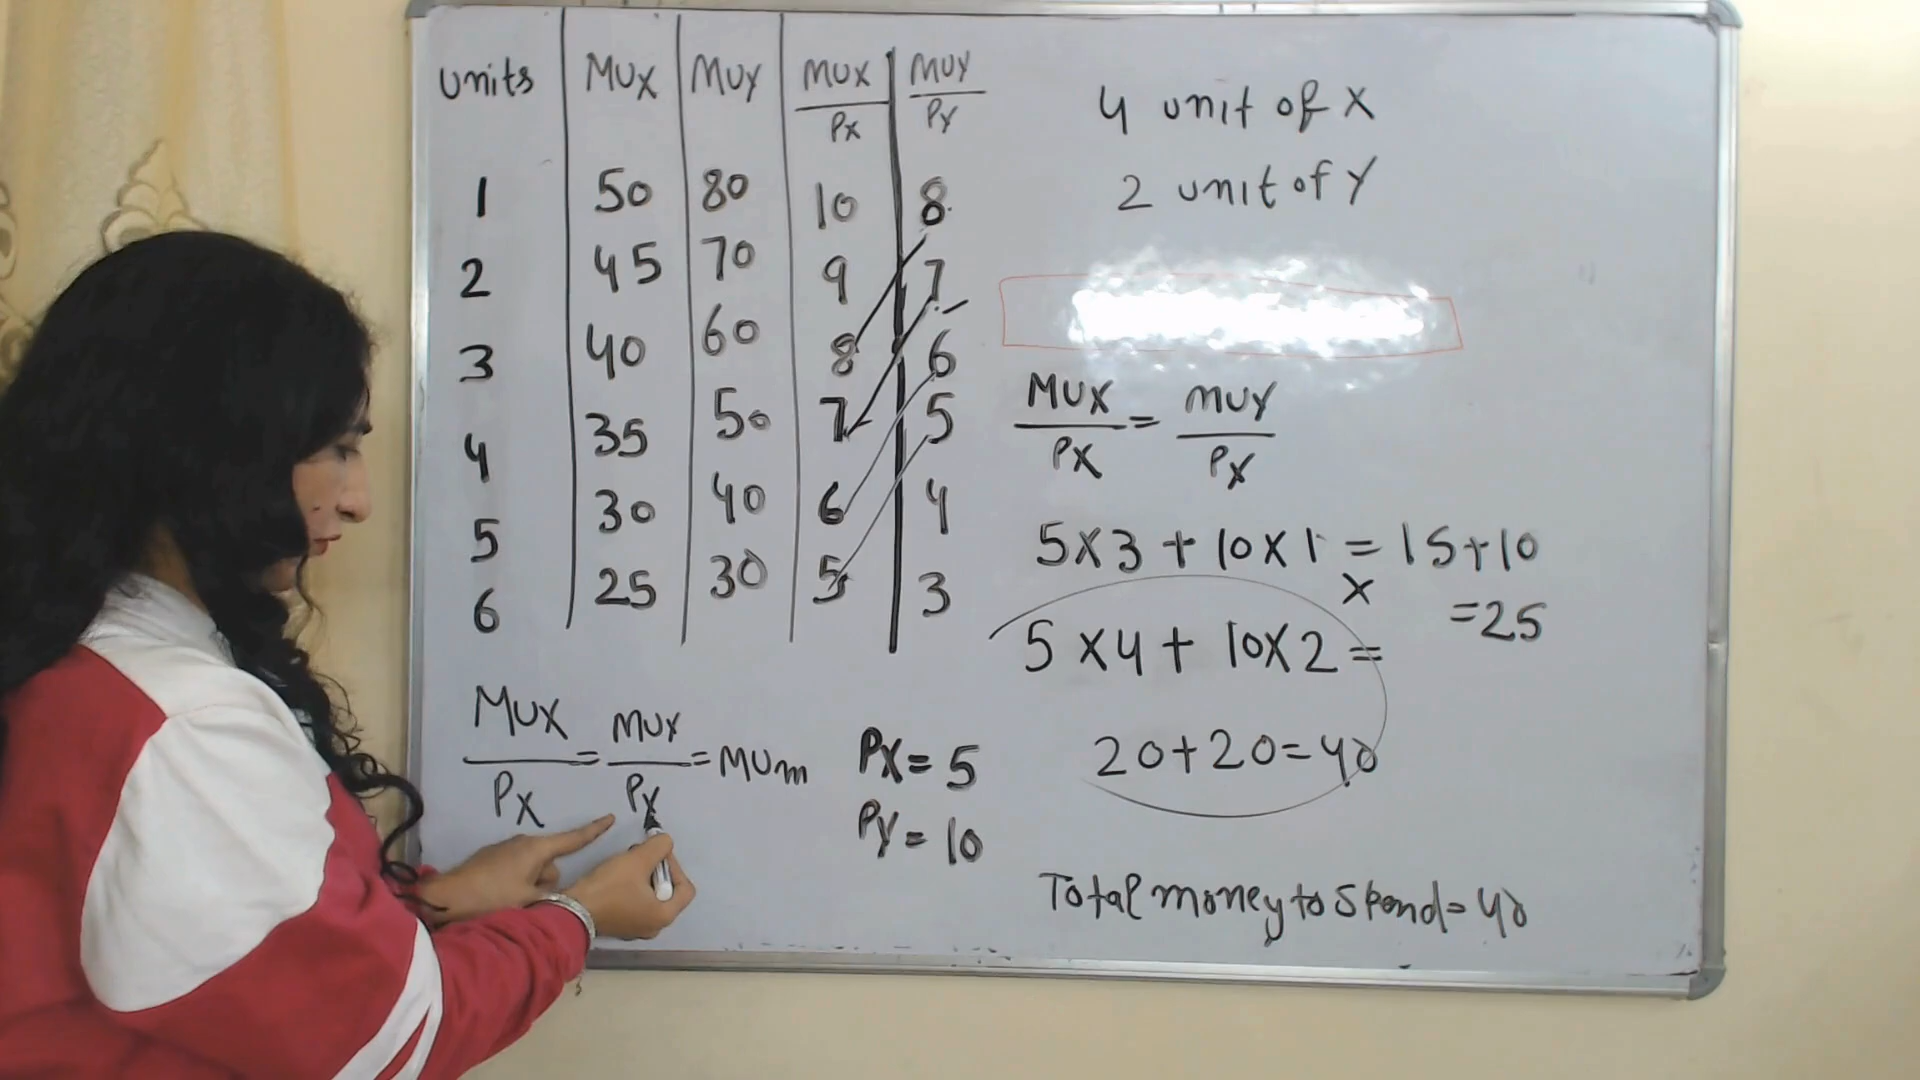 Units MUX MUY MUX/PX MUY/PY
1 50 80 10 8
2 45 70 9 7
3 40 60 8 6
4 35 50 7 5
5 30 40 6 4
6 25 30 5 3
MUX/PX = MUY/PY = MUm
PX = 5
PY = 10
4 unit of X
2 unit of Y
MUX/PX = MUY/PY
5X3 + 10X1 = 15+10
X =25
5X4 + 10X2 =
20+20=40
Total money to Spend = 40